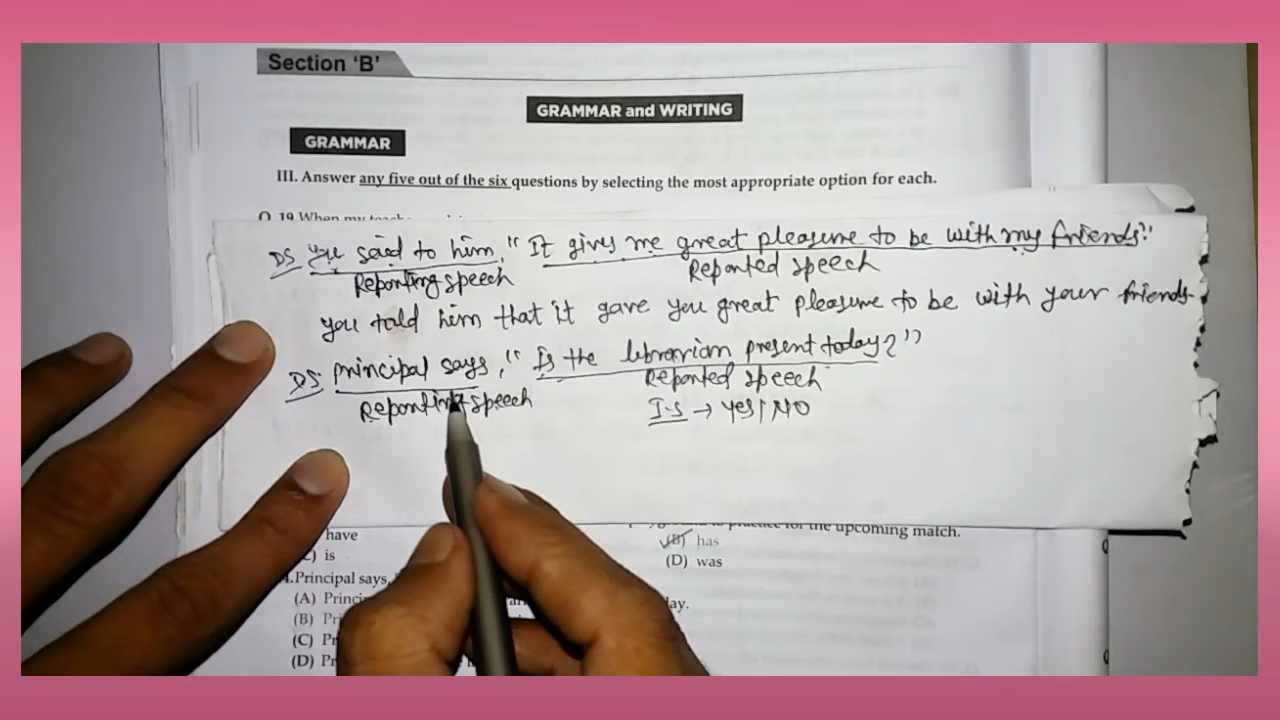 Section 'B'
GRAMMAR and WRITING
GRAMMAR
III. Answer any five out of the six questions by selecting the most appropriate option for each.
Q. 19 When my
DS You said to him, "It gives me great pleasure to be with my friends."
Reporting speech Reported speech
you told him that it gave you great pleasure to be with your friends
DS: principal says, "Is the librarian present today?"
Reporting speech Reported speech
I.S → Yes/NO
practice for the upcoming match.
have (B) has
is (D) was
Principal says,
(A) day.
(B)
(C)
(D)